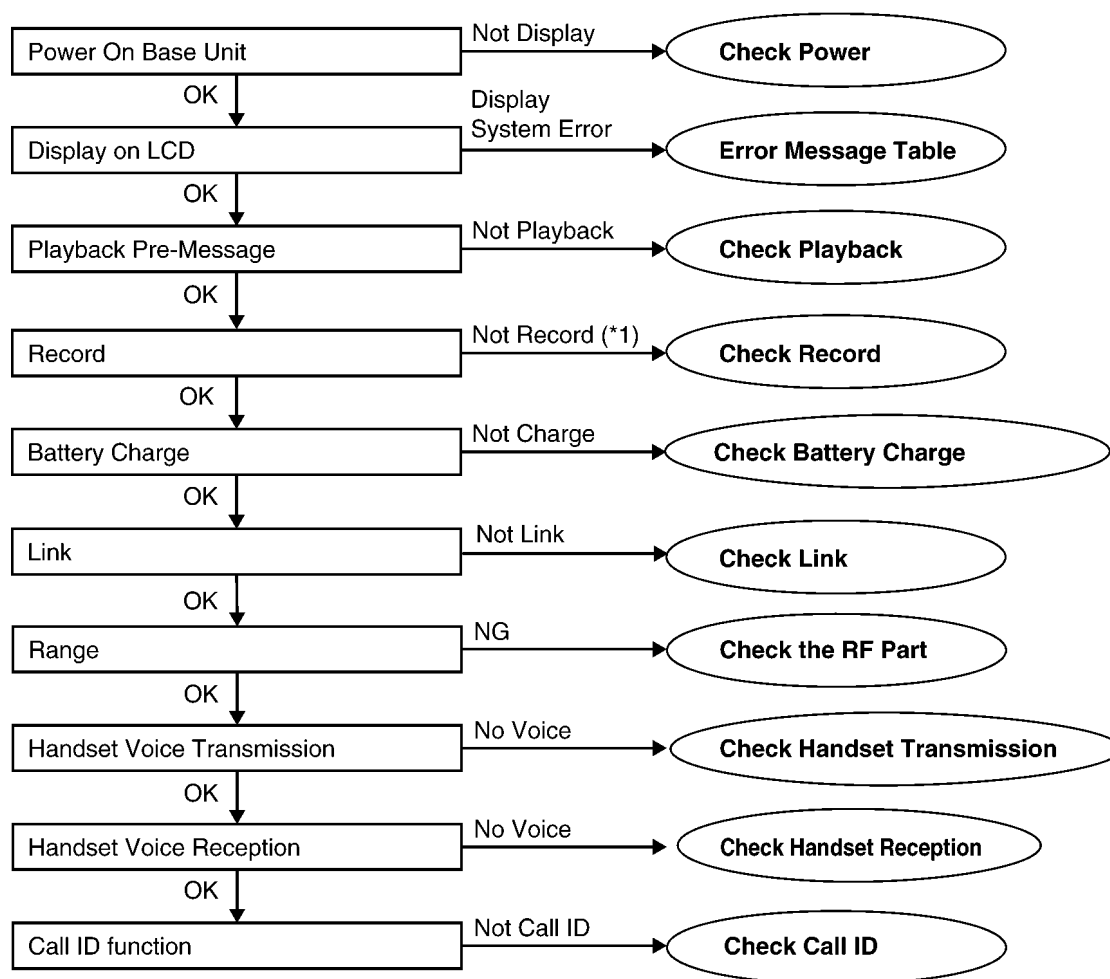 Power On Base Unit
Not Display
Check Power
OK
Display
System Error
Display on LCD
Error Message Table
OK
Playback Pre-Message
Not Playback
Check Playback
OK
Record
Not Record (*1)
Check Record
OK
Battery Charge
Not Charge
Check Battery Charge
OK
Link
Not Link
Check Link
OK
Range
NG
Check the RF Part
OK
Handset Voice Transmission
No Voice
Check Handset Transmission
OK
Handset Voice Reception
No Voice
Check Handset Reception
OK
Call ID function
Not Call ID
Check Call ID